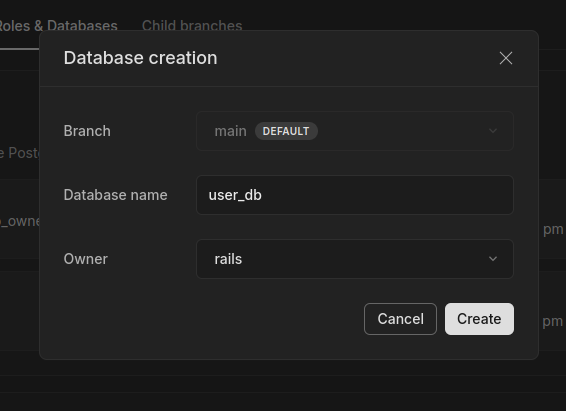 Roles & Databases Child branches
Database creation
Branch main DEFAULT
e Post
Database name user_db
_owne
pm
Owner rails
Cancel Create
pm